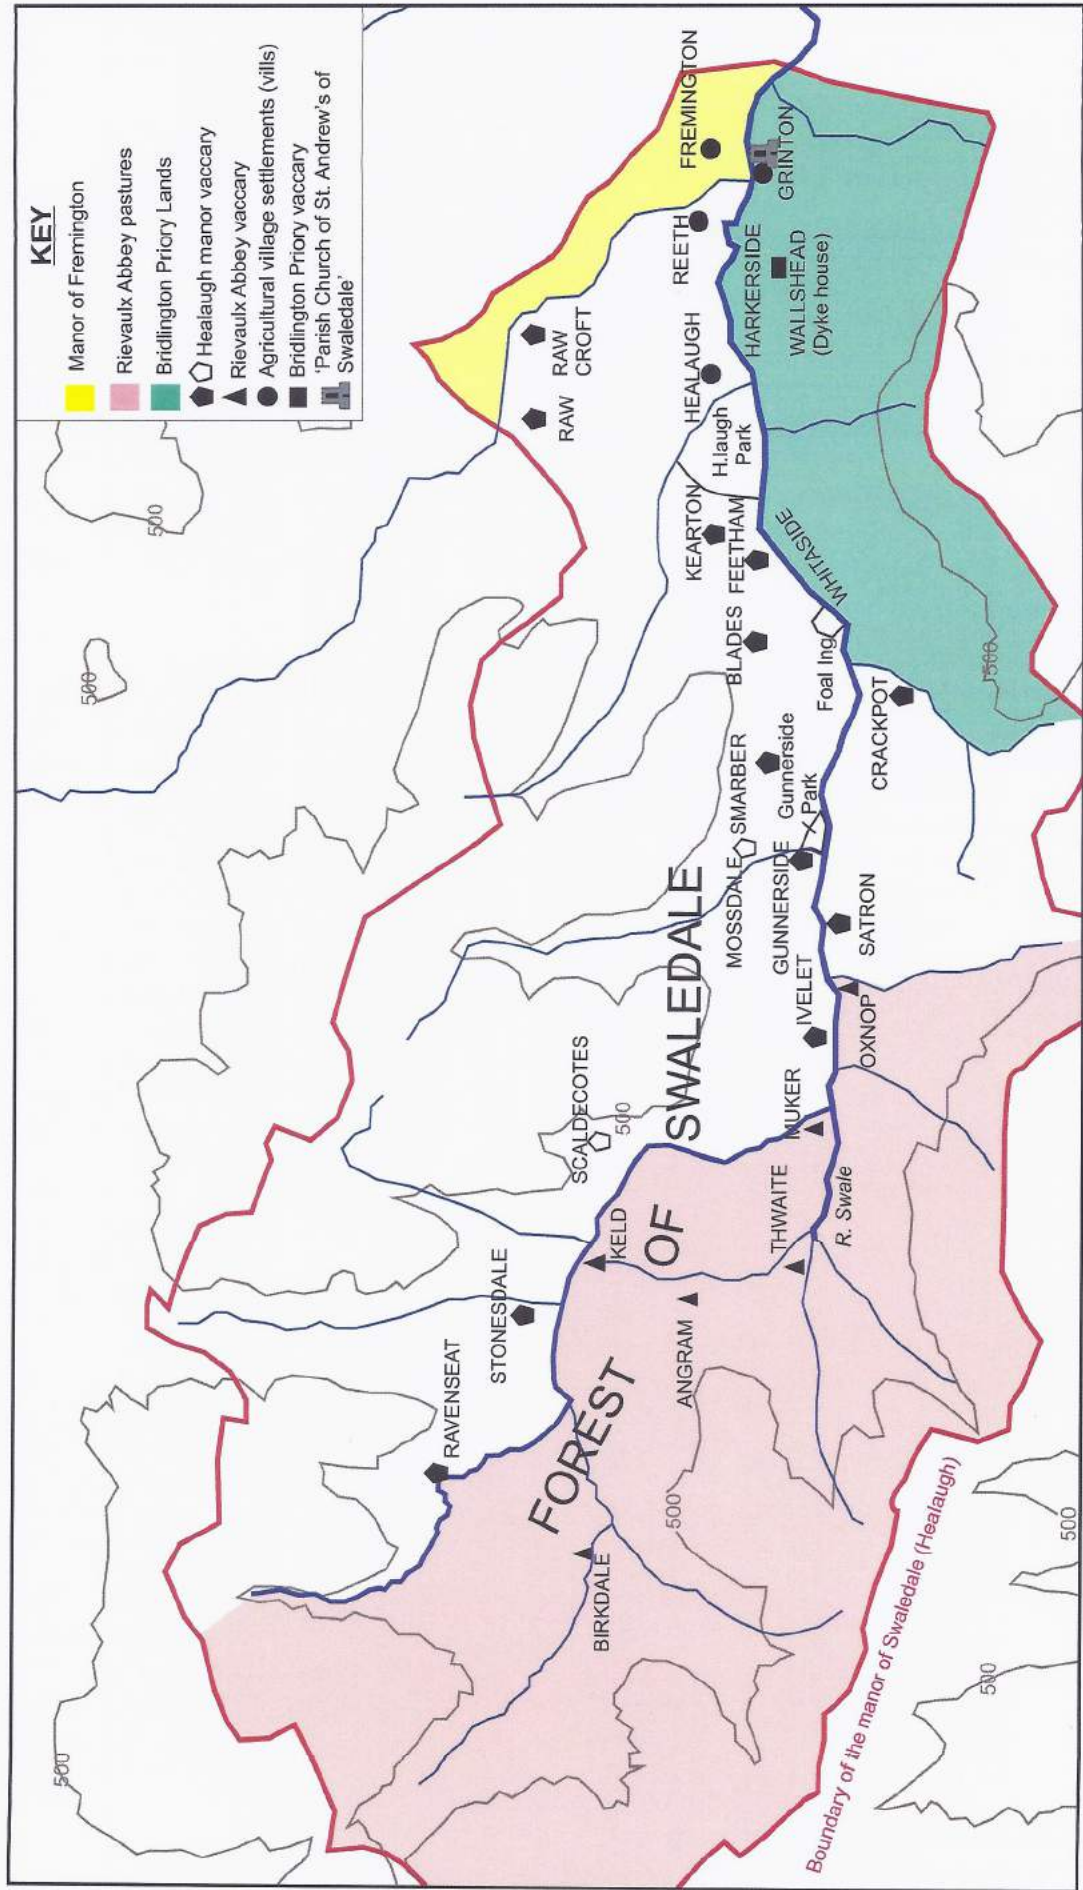 KEY
Manor of Fremington
Rievaulx Abbey pastures
Bridlington Priory Lands
Healaugh manor vaccary
Rievaulx Abbey vaccary
Agricultural village settlements (vills)
Bridlington Priory vaccary
'Parish Church of St. Andrew's of
Swaledale'
500
500
500
500
500
500
500
500
RAVENSEAT
STONESDALE
SCALDECOTES
RAW
RAW
CROFT
FREMINGTON
REETH
GRINTON
HEALAUGH
HARKERSIDE
WALLSHEAD
(Dyke house)
H.laugh
Park
KEARTON
FEETHAM
BLADES
WHITASIDE
Foal Ing
CRACKPOT
SMARBER
Gunnerside
Park
MOSSDALE
GUNNERSIDE
SATRON
IVELET
OXNOP
MUKER
THWAITE
R. Swale
KELD
ANGRAM
BIRKDALE
FOREST
OF
SWALEDALE
Boundary of the manor of Swaledale (Healaugh)